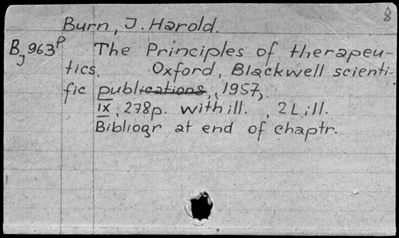 8
Burn, J. Harold.
BJ 963P The Principles of therapeu-
tics. Oxford, Blackwell scienti-
fic publications, 1957,
ix, 278p. with ill. , 2 L ill.
Bibliogr at end of chaptr.